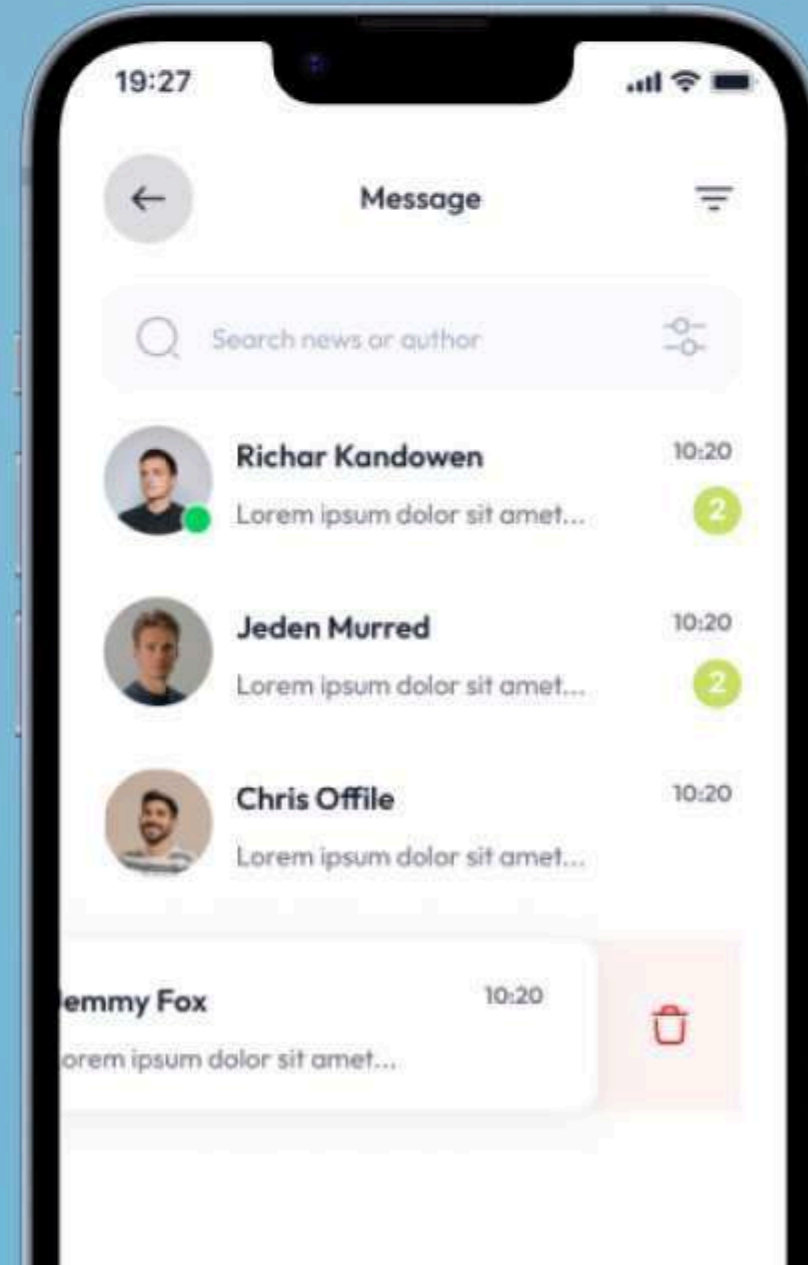 19:27
Message
Search news or author
Richar Kandowen 10:20
Lorem ipsum dolor sit amet... 2
Jeden Murred 10:20
Lorem ipsum dolor sit amet... 2
Chris Offile 10:20
Lorem ipsum dolor sit amet...
Jemmy Fox 10:20
orem ipsum dolor sit amet...